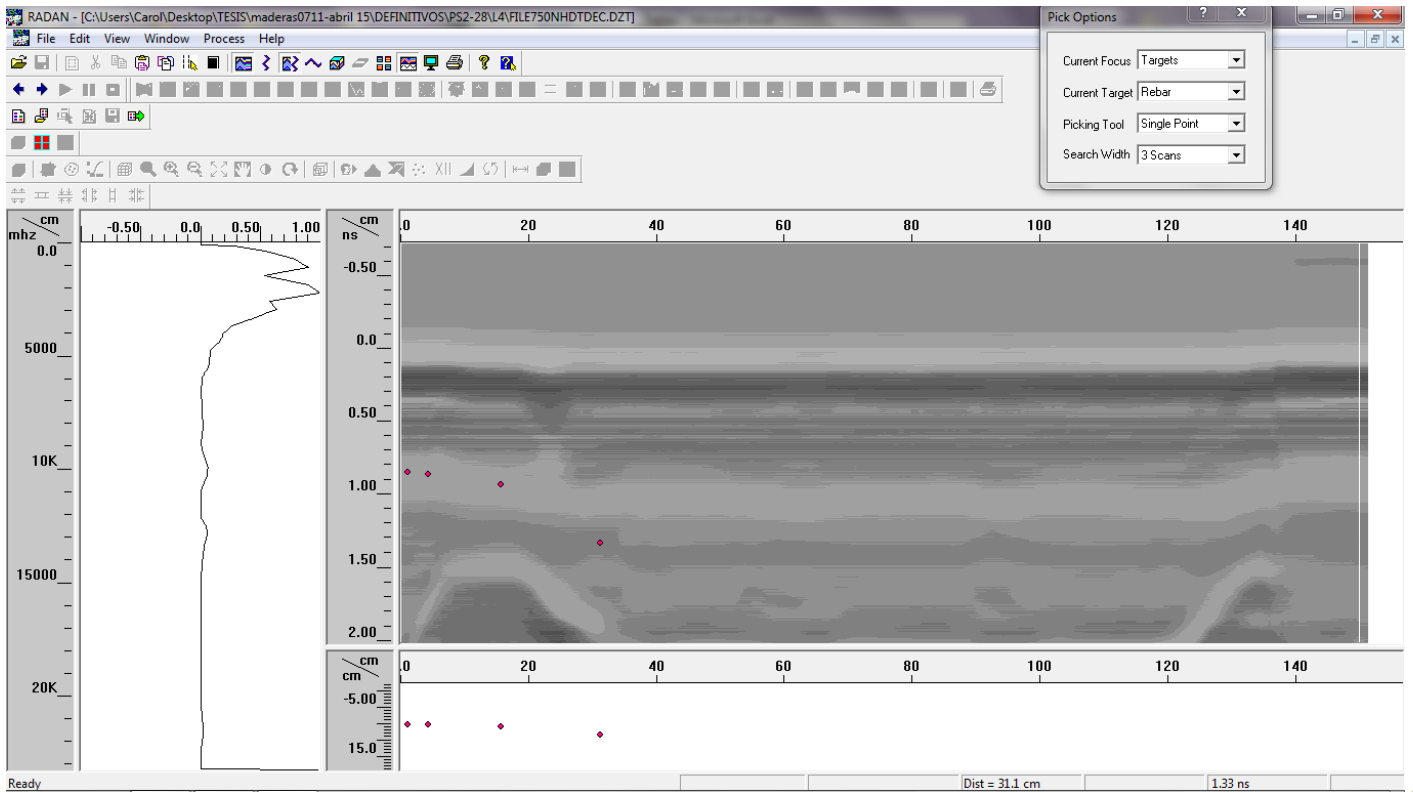 RADAN - [C:\Users\Carol\Desktop\TESIS\maderas0711-abril 15\DEFINITIVOS\PS2-28\L4\FILE750NHDTDEC.DZT]
File Edit View Window Process Help
Pick Options
Current Focus Targets
Current Target Rebar
Picking Tool Single Point
Search Width 3 Scans
XII
cm
mhz
-0.50 0.0 0.50 1.00
cm
ns
.0 20 40 60 80 100 120 140
0.0
5000
10K
15000
20K
-0.50
0.0
0.50
1.00
1.50
2.00
cm
cm
.0 20 40 60 80 100 120 140
-5.00
15.0
Ready
Dist = 31.1 cm
1.33 ns